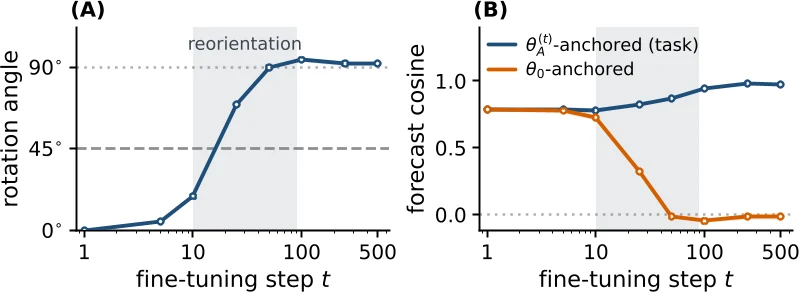 (A)
reorientation
rotation angle
90°
45°
0°
1 10 100 500
fine-tuning step t
(B)
θ_A^(t)-anchored (task)
θ₀-anchored
forecast cosine
1.0
0.5
0.0
1 10 100 500
fine-tuning step t